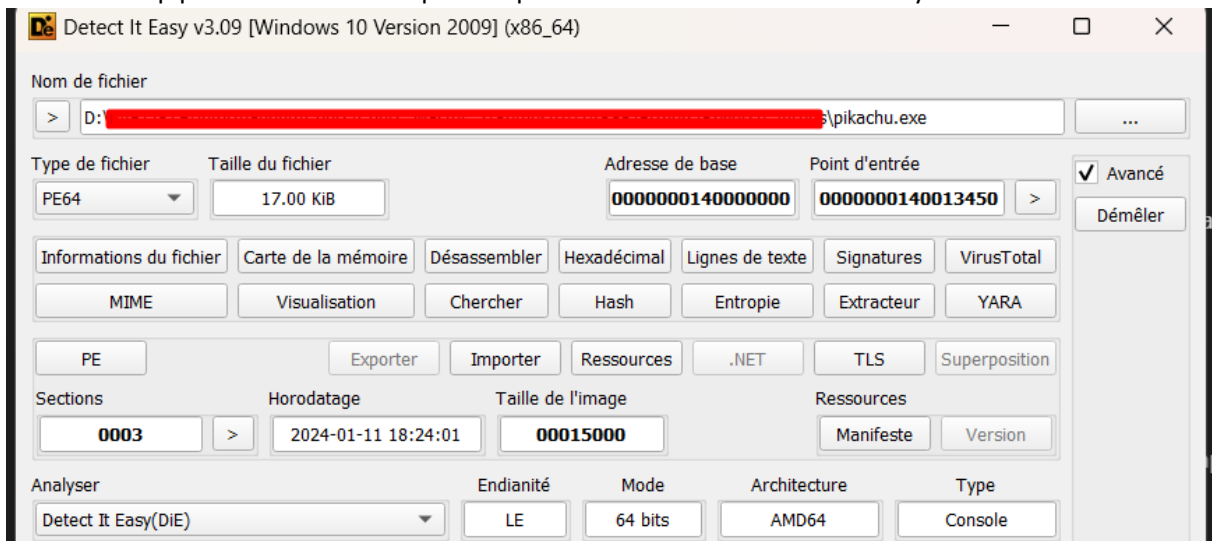 Detect It Easy v3.09 [Windows 10 Version 2009] (x86_64)
Nom de fichier
> D:\ s\pikachu.exe ...
Type de fichier Taille du fichier Adresse de base Point d'entrée
PE64 17.00 KiB 0000000140000000 0000000140013450 > Avancé
Démêler
Informations du fichier Carte de la mémoire Désassembler Hexadécimal Lignes de texte Signatures VirusTotal
MIME Visualisation Chercher Hash Entropie Extracteur YARA
PE Exporter Importer Ressources .NET TLS Superposition
Sections Horodatage Taille de l'image Ressources
0003 > 2024-01-11 18:24:01 00015000 Manifeste Version
Analyser Endianité Mode Architecture Type
Detect It Easy(DiE) LE 64 bits AMD64 Console